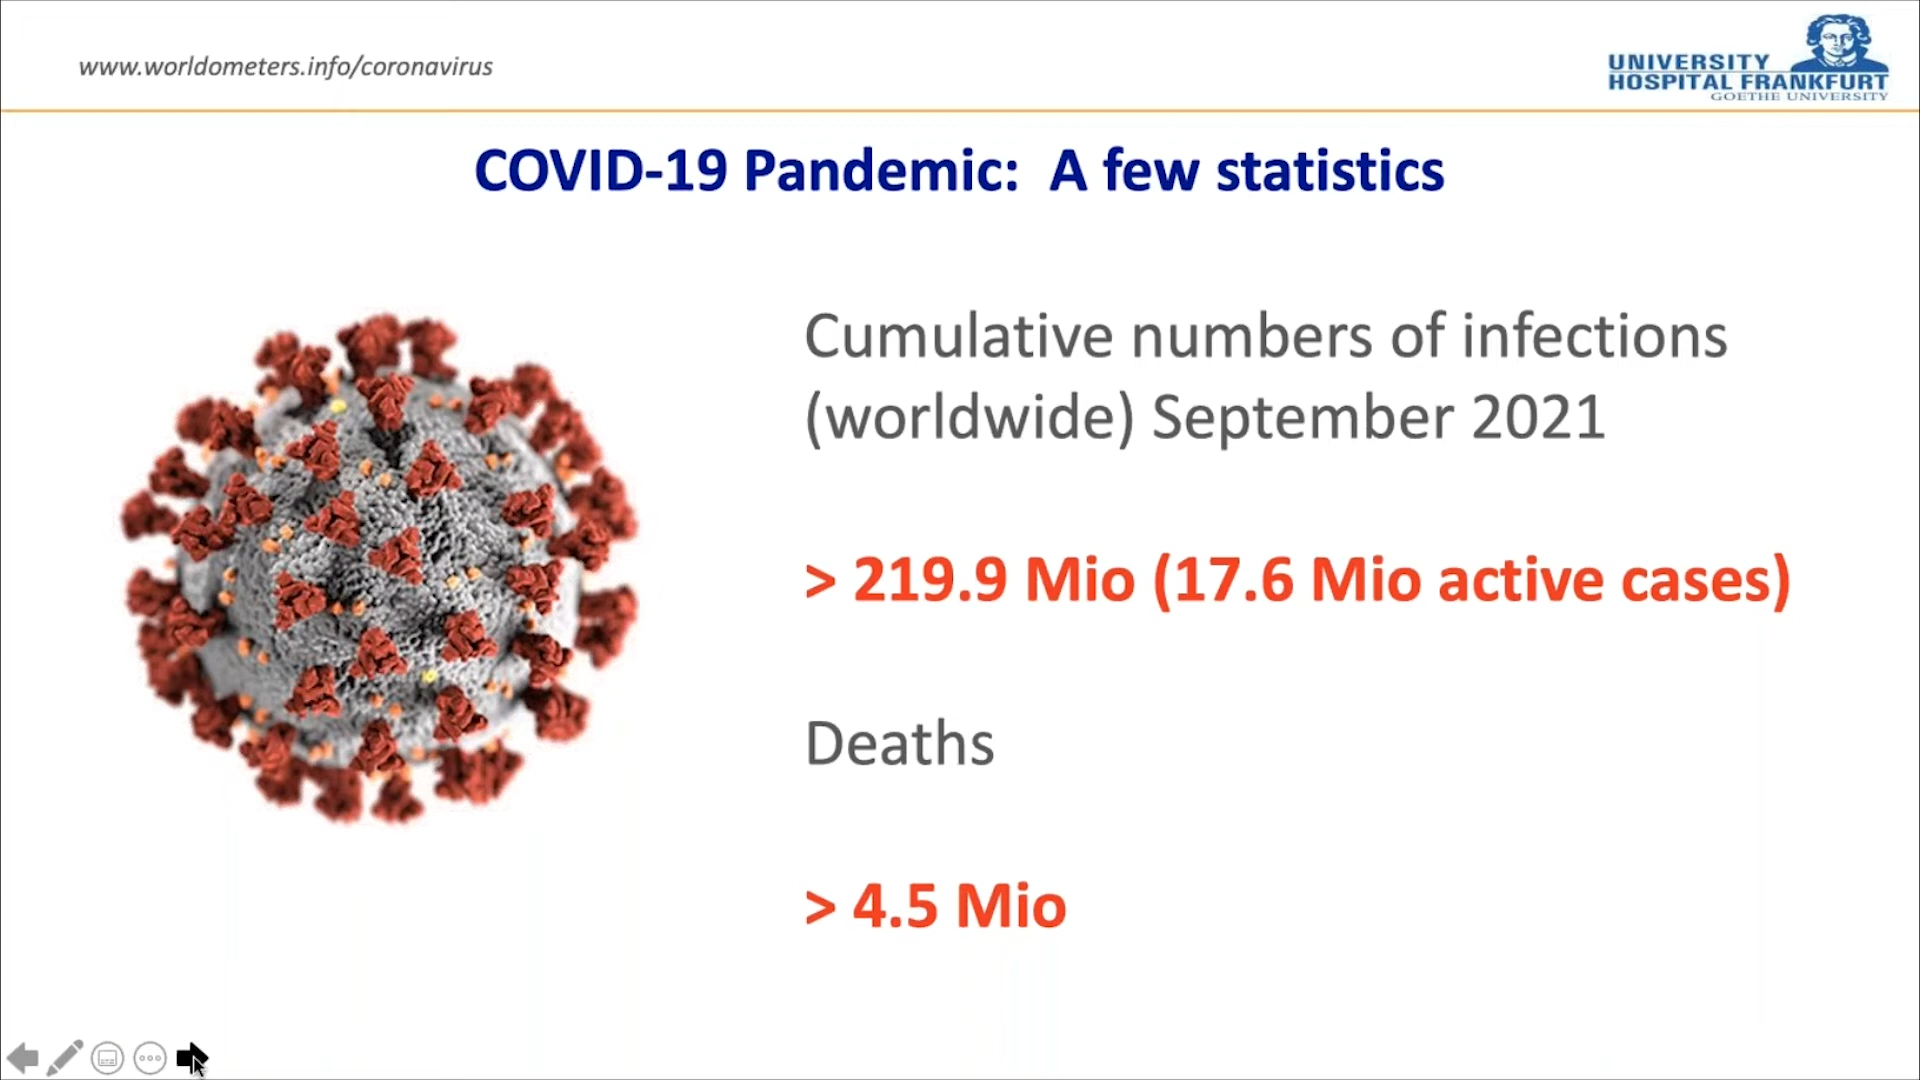 www.worldometers.info/coronavirus
UNIVERSITY
HOSPITAL FRANKFURT
GOETHE UNIVERSITY
COVID-19 Pandemic: A few statistics
Cumulative numbers of infections
(worldwide) September 2021
> 219.9 Mio (17.6 Mio active cases)
Deaths
> 4.5 Mio